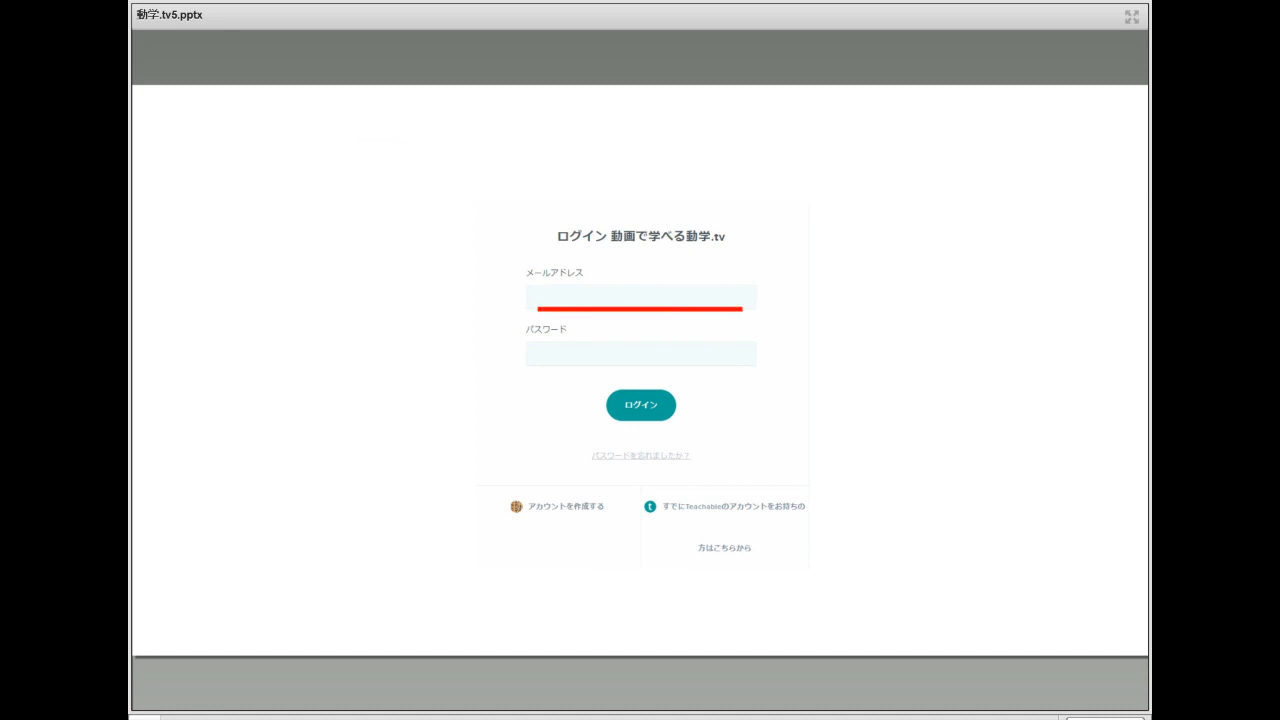 動学.tv5.pptx
ログイン 動画で学べる動学.tv
メールアドレス
パスワード
ログイン
パスワードを忘れましたか？
アカウントを作成する
すでにTeachableのアカウントをお持ちの
方はこちらから